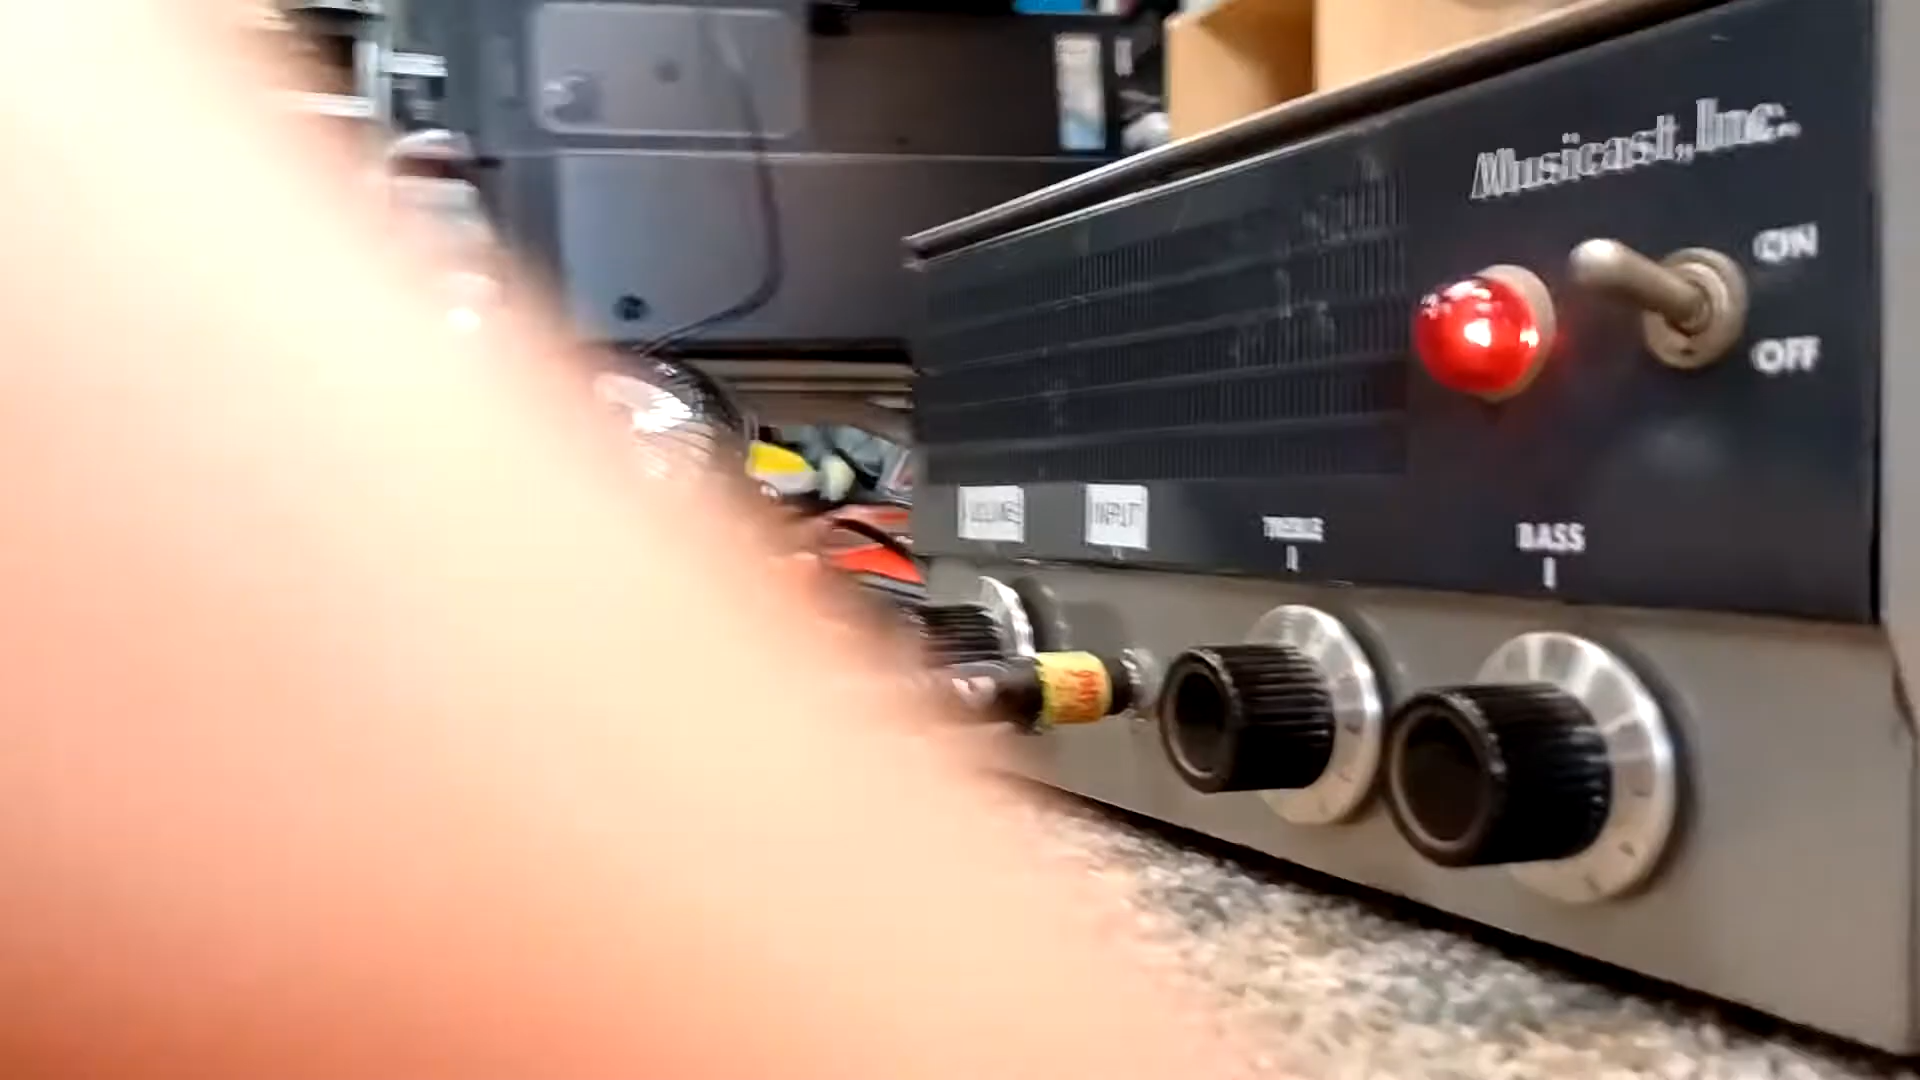 Musicast, Inc.
ON
OFF
VOLUME
INPUT
TREBLE
BASS